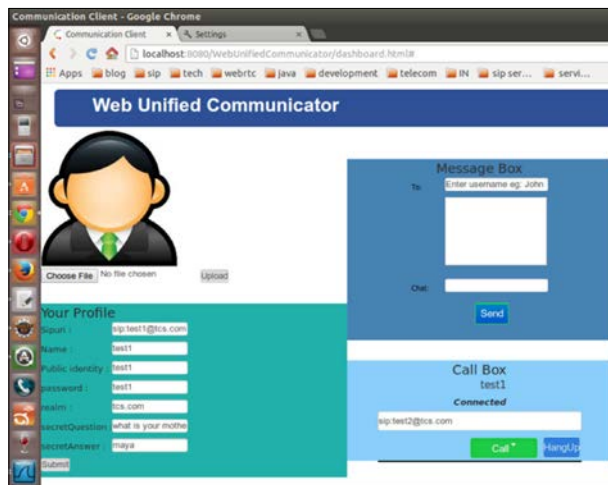 Communication Client - Google Chrome
Communication Client × Settings ×
localhost:8080/WebUnifiedCommunicator/dashboard.html#
Apps blog sip tech webrtc java development telecom IN sip ser... servi...
Web Unified Communicator
Choose File No file chosen Upload
Your Profile
Sipuri : sip:test1@tcs.com
Name : test1
Public identity : test1
password : test1
realm : tcs.com
secretQuestion : what is your mothe
secretAnswer : maya
Submit
Message Box
To: Enter username eg: John
Chat:
Send
Call Box
test1
Connected
sip:test2@tcs.com
Call HangUp